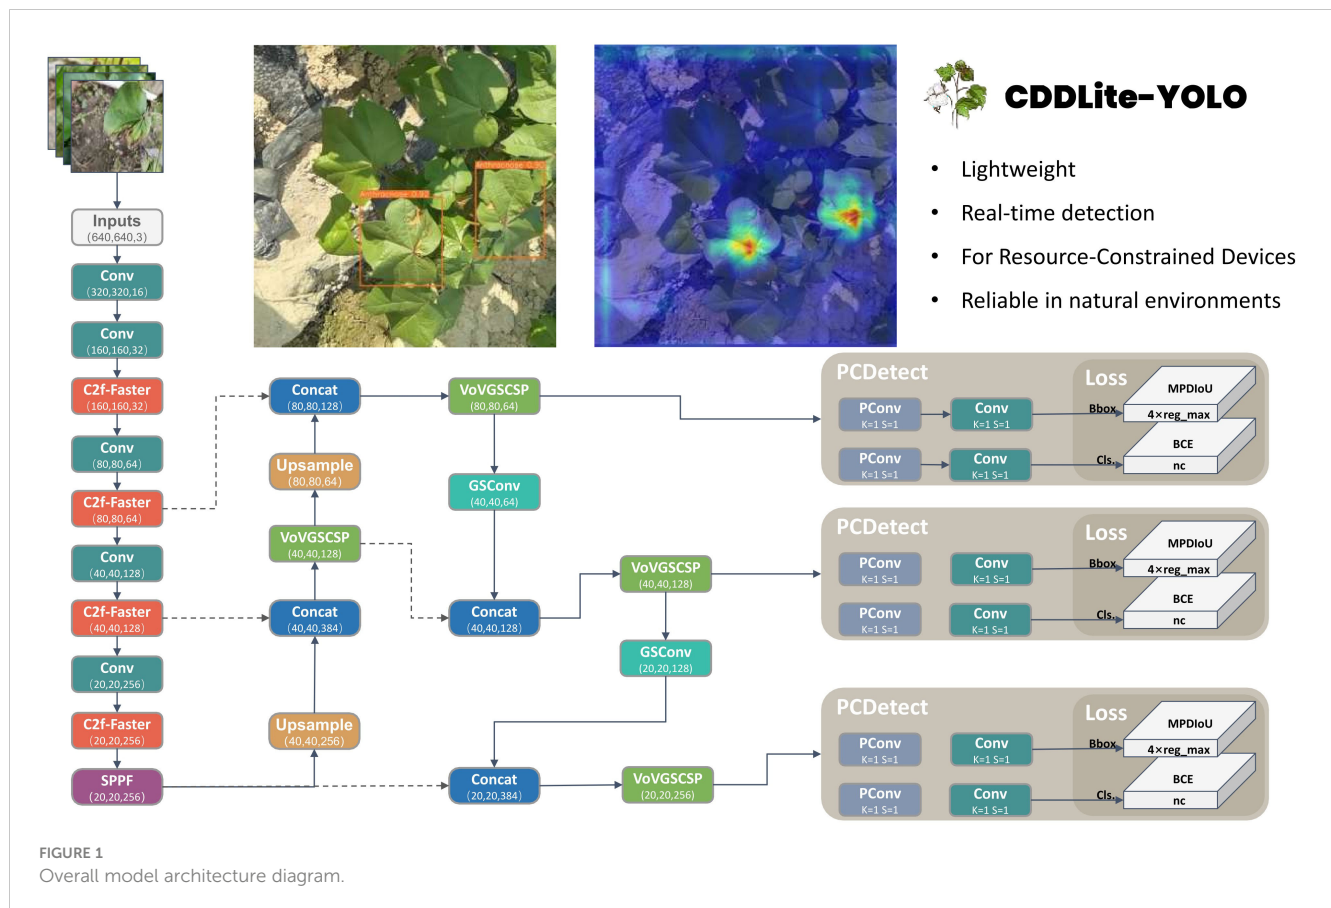 CDDLite-YOLO
• Lightweight
• Real-time detection
• For Resource-Constrained Devices
• Reliable in natural environments
Anthracnose 0.92
Anthracnose 0.90
Inputs
(640,640,3)
Conv
(320,320,16)
Conv
(160,160,32)
C2f-Faster
(160,160,32)
Conv
(80,80,64)
C2f-Faster
(80,80,64)
Conv
(40,40,128)
C2f-Faster
(40,40,128)
Conv
(20,20,256)
C2f-Faster
(20,20,256)
SPPF
(20,20,256)
Concat
(80,80,128)
Upsample
(80,80,64)
VoVGSCSP
(40,40,128)
Concat
(40,40,384)
Upsample
(40,40,256)
VoVGSCSP
(80,80,64)
GSConv
(40,40,64)
Concat
(40,40,128)
Concat
(20,20,384)
VoVGSCSP
(40,40,128)
GSConv
(20,20,128)
VoVGSCSP
(20,20,256)
PCDetect
Loss
PConv
K=1 S=1
Conv
K=1 S=1
Bbox
MPDIoU
4×reg_max
PConv
K=1 S=1
Conv
K=1 S=1
Cls.
BCE
nc
PCDetect
Loss
PConv
K=1 S=1
Conv
K=1 S=1
Bbox
MPDIoU
4×reg_max
PConv
K=1 S=1
Conv
K=1 S=1
Cls.
BCE
nc
PCDetect
Loss
PConv
K=1 S=1
Conv
K=1 S=1
Bbox
MPDIoU
4×reg_max
PConv
K=1 S=1
Conv
K=1 S=1
Cls.
BCE
nc
FIGURE 1
Overall model architecture diagram.